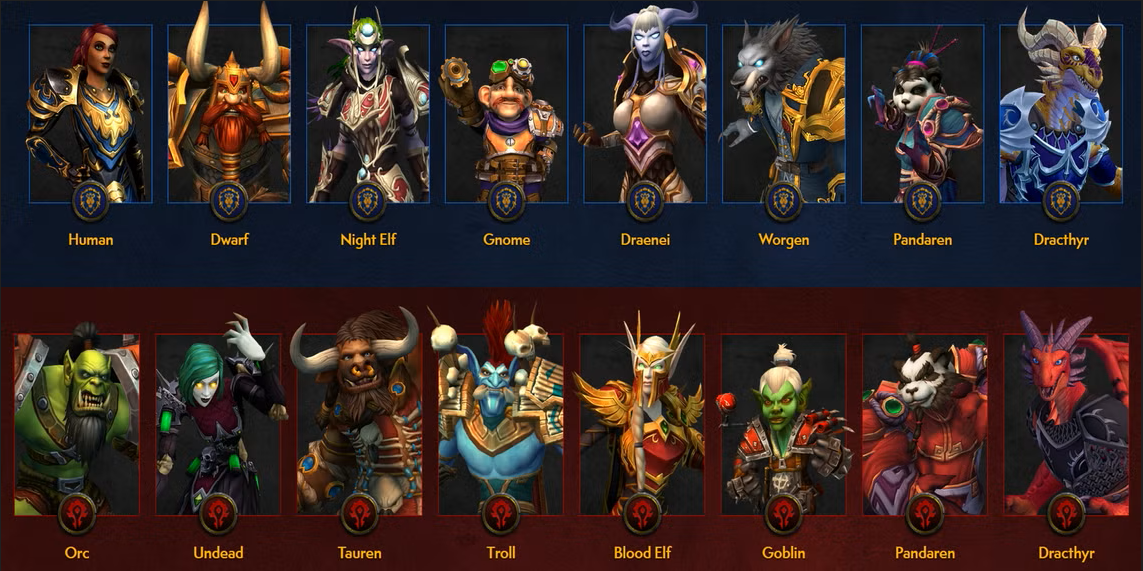 Human Dwarf Night Elf Gnome Draenei Worgen Pandaren Dracthyr
Orc Undead Tauren Troll Blood Elf Goblin Pandaren Dracthyr